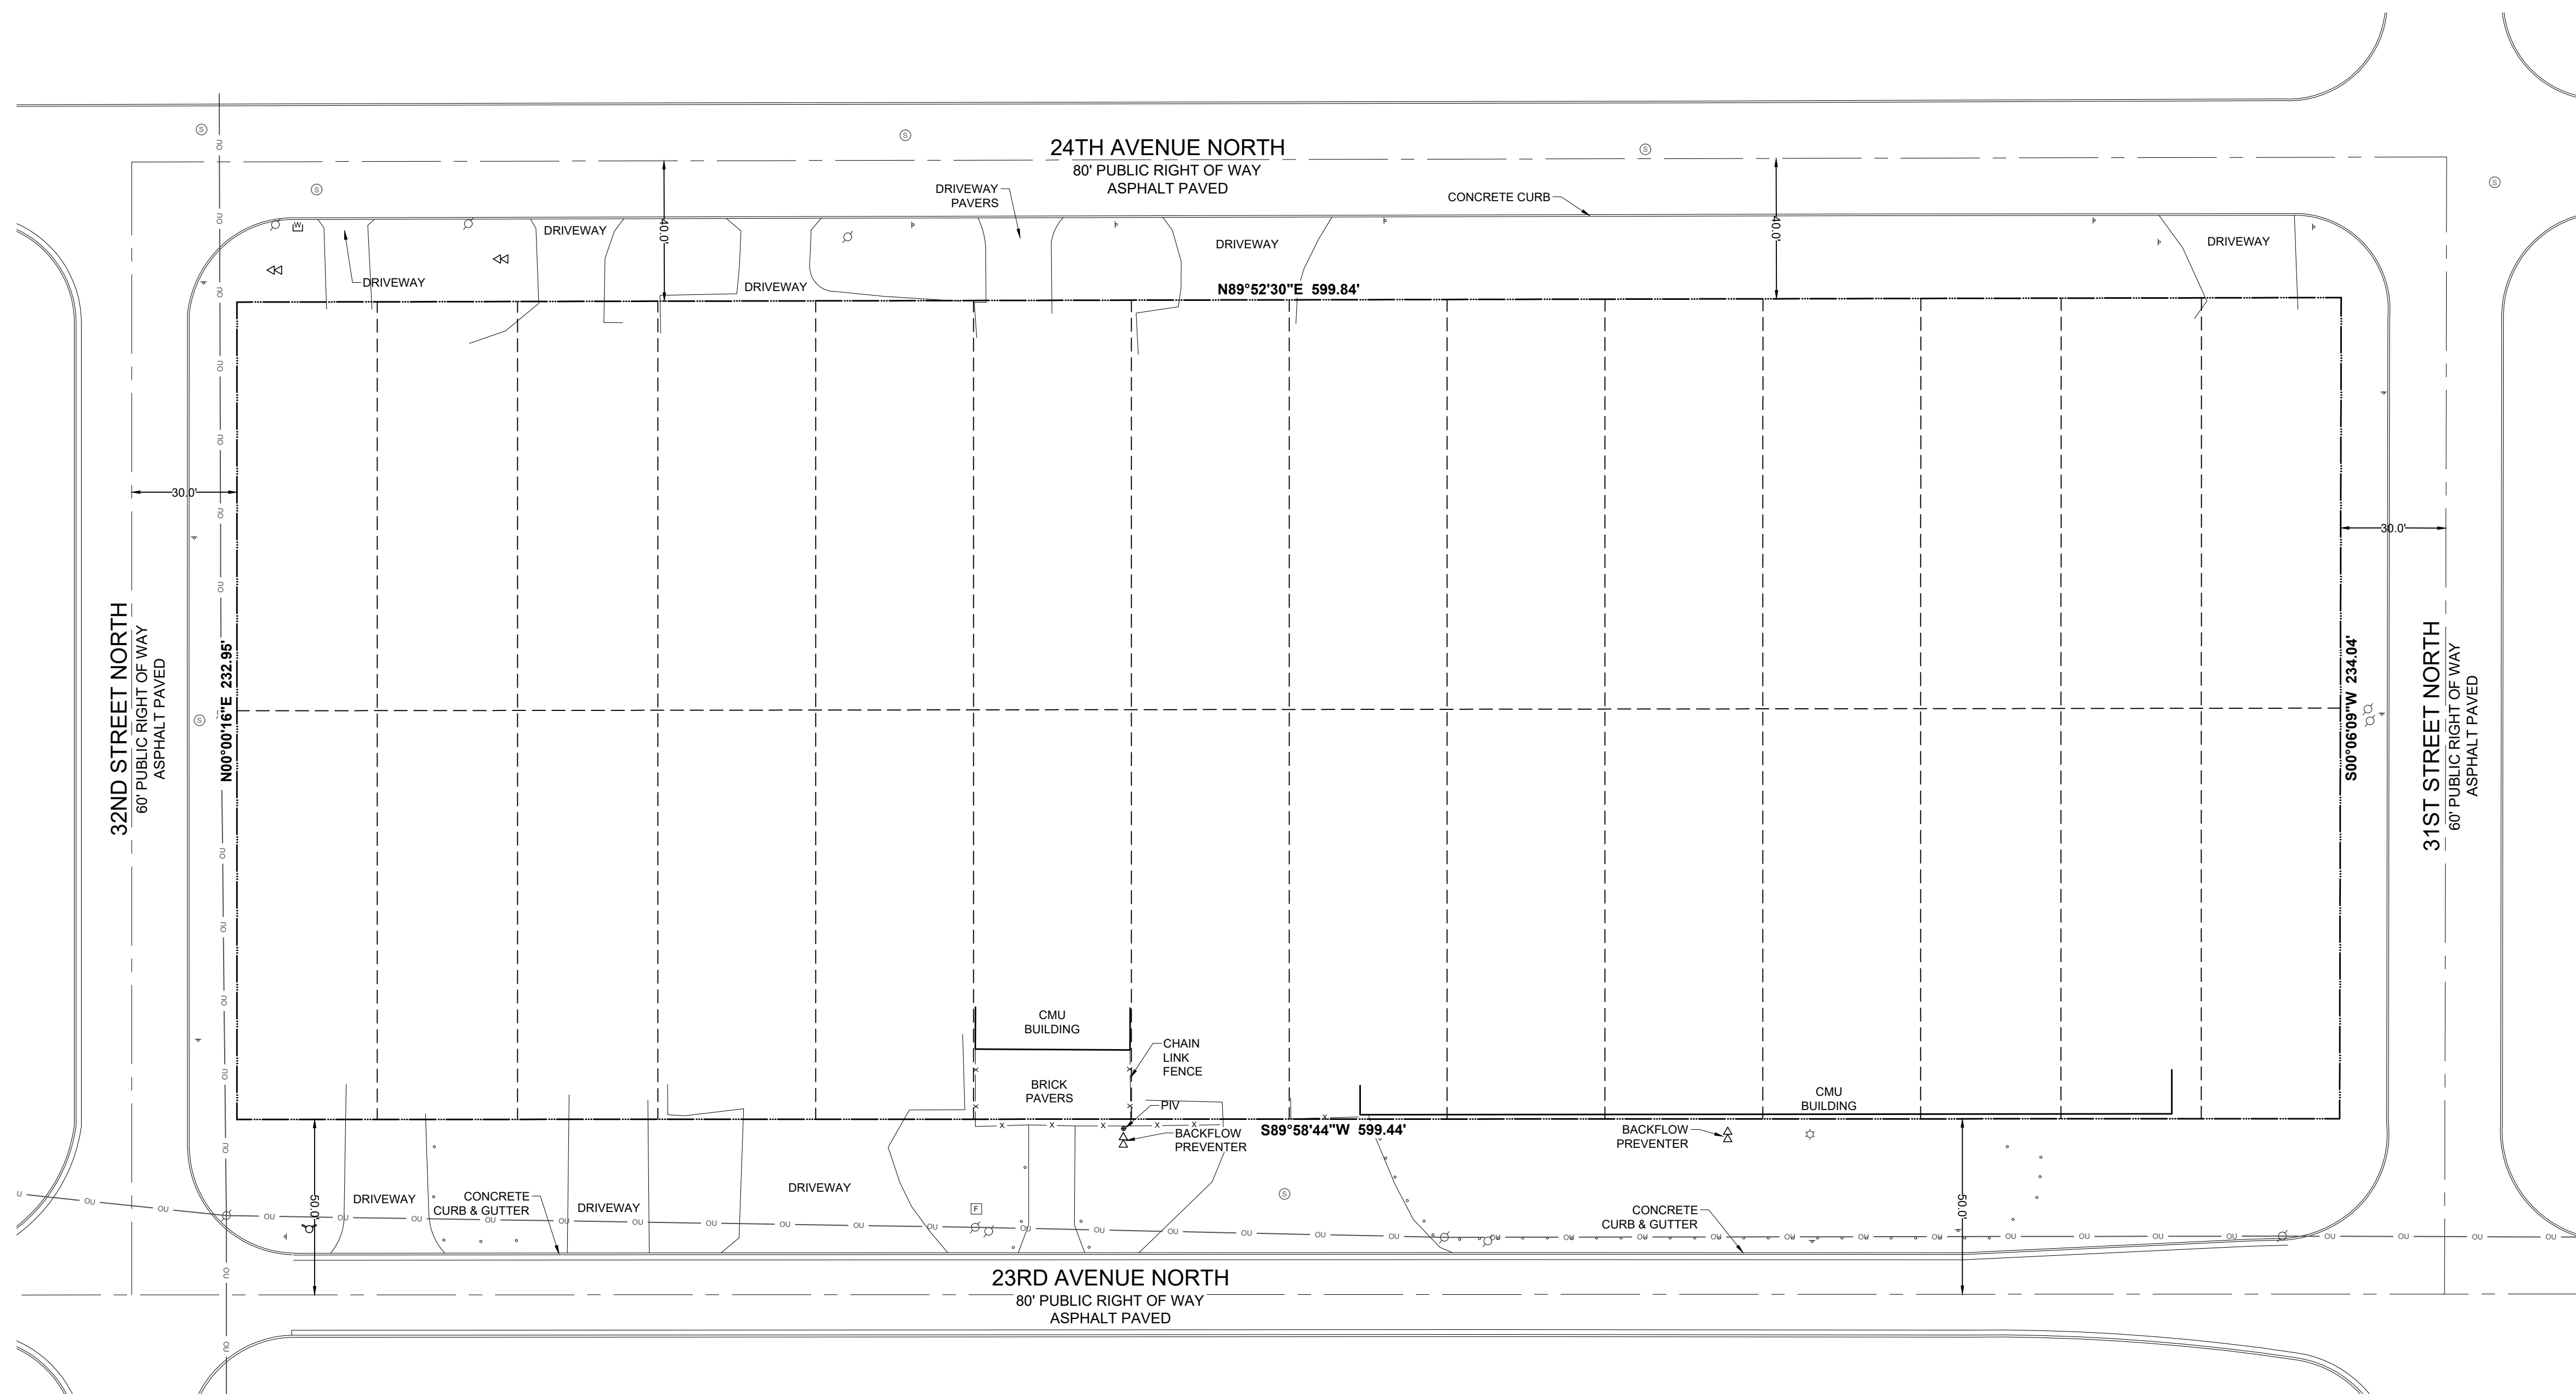 24TH AVENUE NORTH
80' PUBLIC RIGHT OF WAY
ASPHALT PAVED
DRIVEWAY
PAVERS
CONCRETE CURB
DRIVEWAY
DRIVEWAY
DRIVEWAY
DRIVEWAY
DRIVEWAY
40.0'
40.0'
N89°52'30"E 599.84'
30.0'
30.0'
32ND STREET NORTH
60' PUBLIC RIGHT OF WAY
ASPHALT PAVED
N00°00'16"E 232.95'
S00°06'09"W 234.04'
31ST STREET NORTH
60' PUBLIC RIGHT OF WAY
ASPHALT PAVED
CMU
BUILDING
CHAIN
LINK
FENCE
BRICK
PAVERS
PIV
CMU
BUILDING
S89°58'44"W 599.44'
BACKFLOW
PREVENTER
BACKFLOW
PREVENTER
50.0'
DRIVEWAY
CONCRETE
CURB & GUTTER
DRIVEWAY
DRIVEWAY
F
CONCRETE
CURB & GUTTER
50.0'
23RD AVENUE NORTH
80' PUBLIC RIGHT OF WAY
ASPHALT PAVED